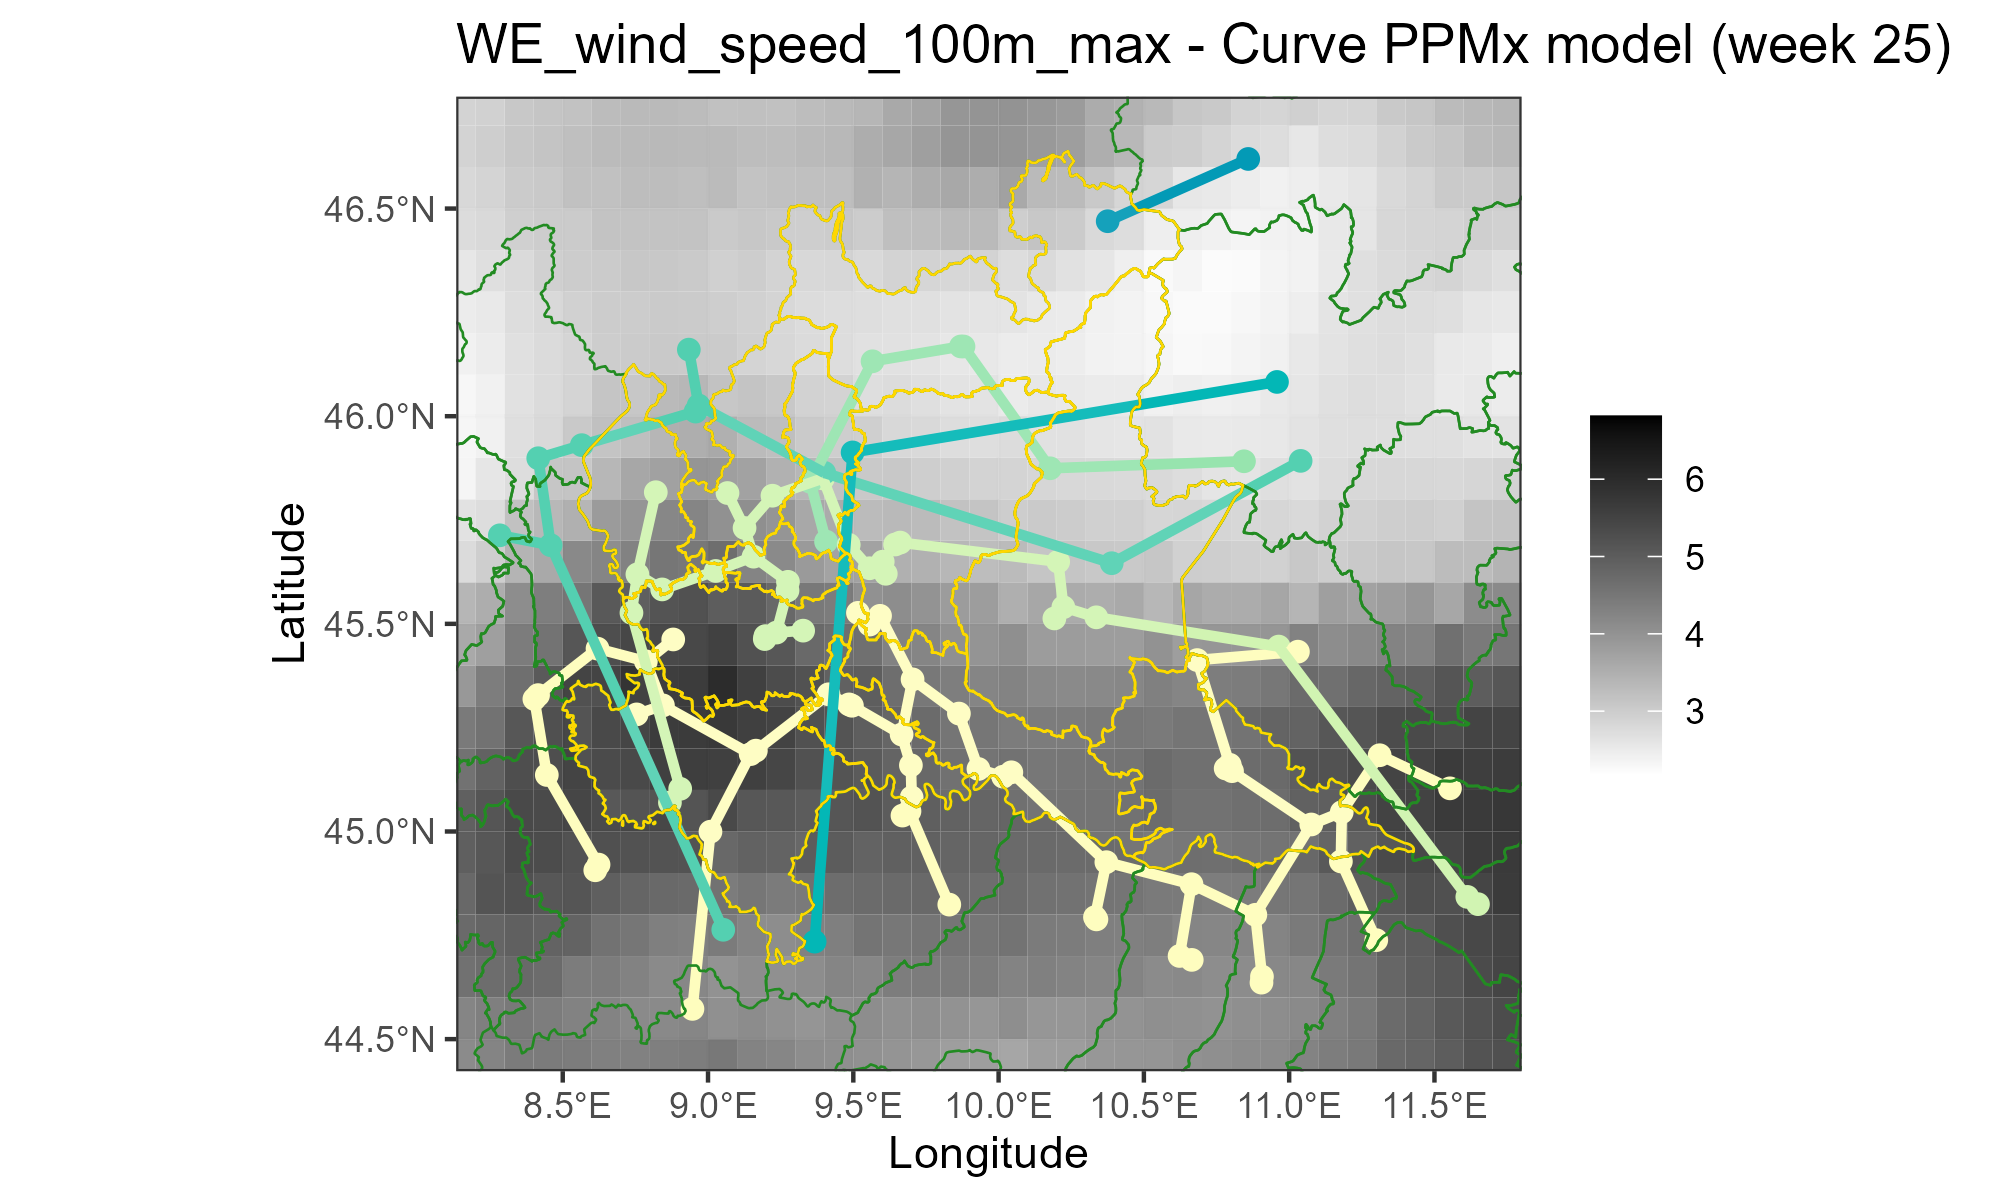 WE_wind_speed_100m_max - Curve PPMx model (week 25)
46.5°N
46.0°N
45.5°N
45.0°N
44.5°N
Latitude
8.5°E 9.0°E 9.5°E 10.0°E 10.5°E 11.0°E 11.5°E
Longitude
6
5
4
3